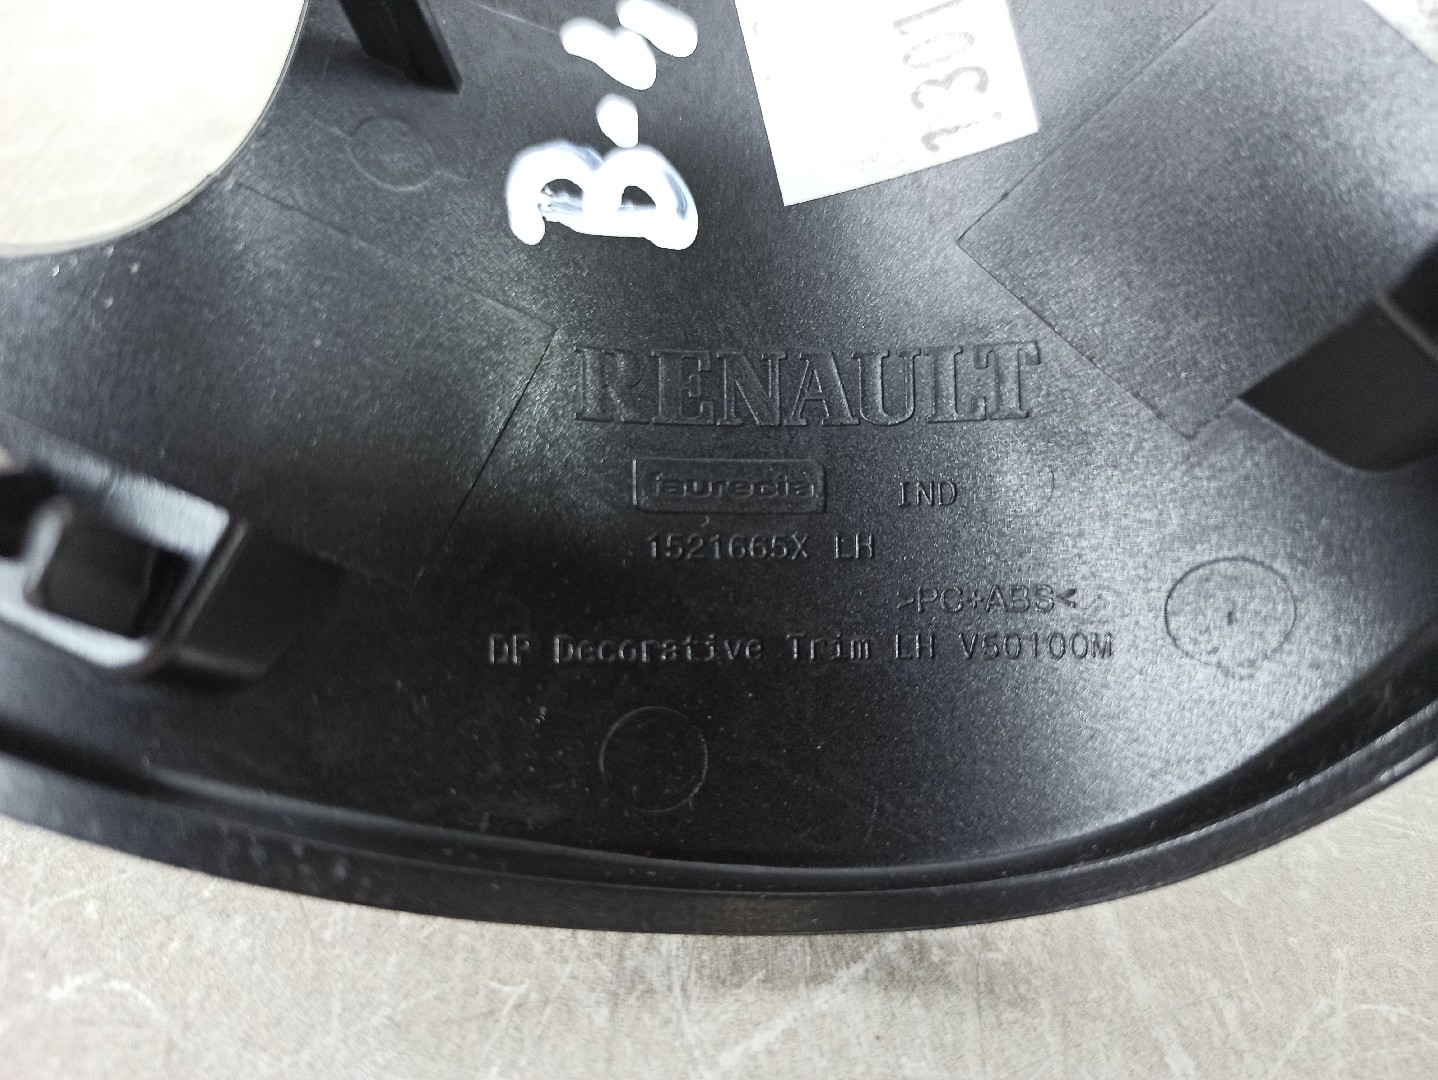 B-4
1301
RENAULT
faurecia
IND
1521665X LH
>PC+ABS<
DP Decorative Trim LH V50100M